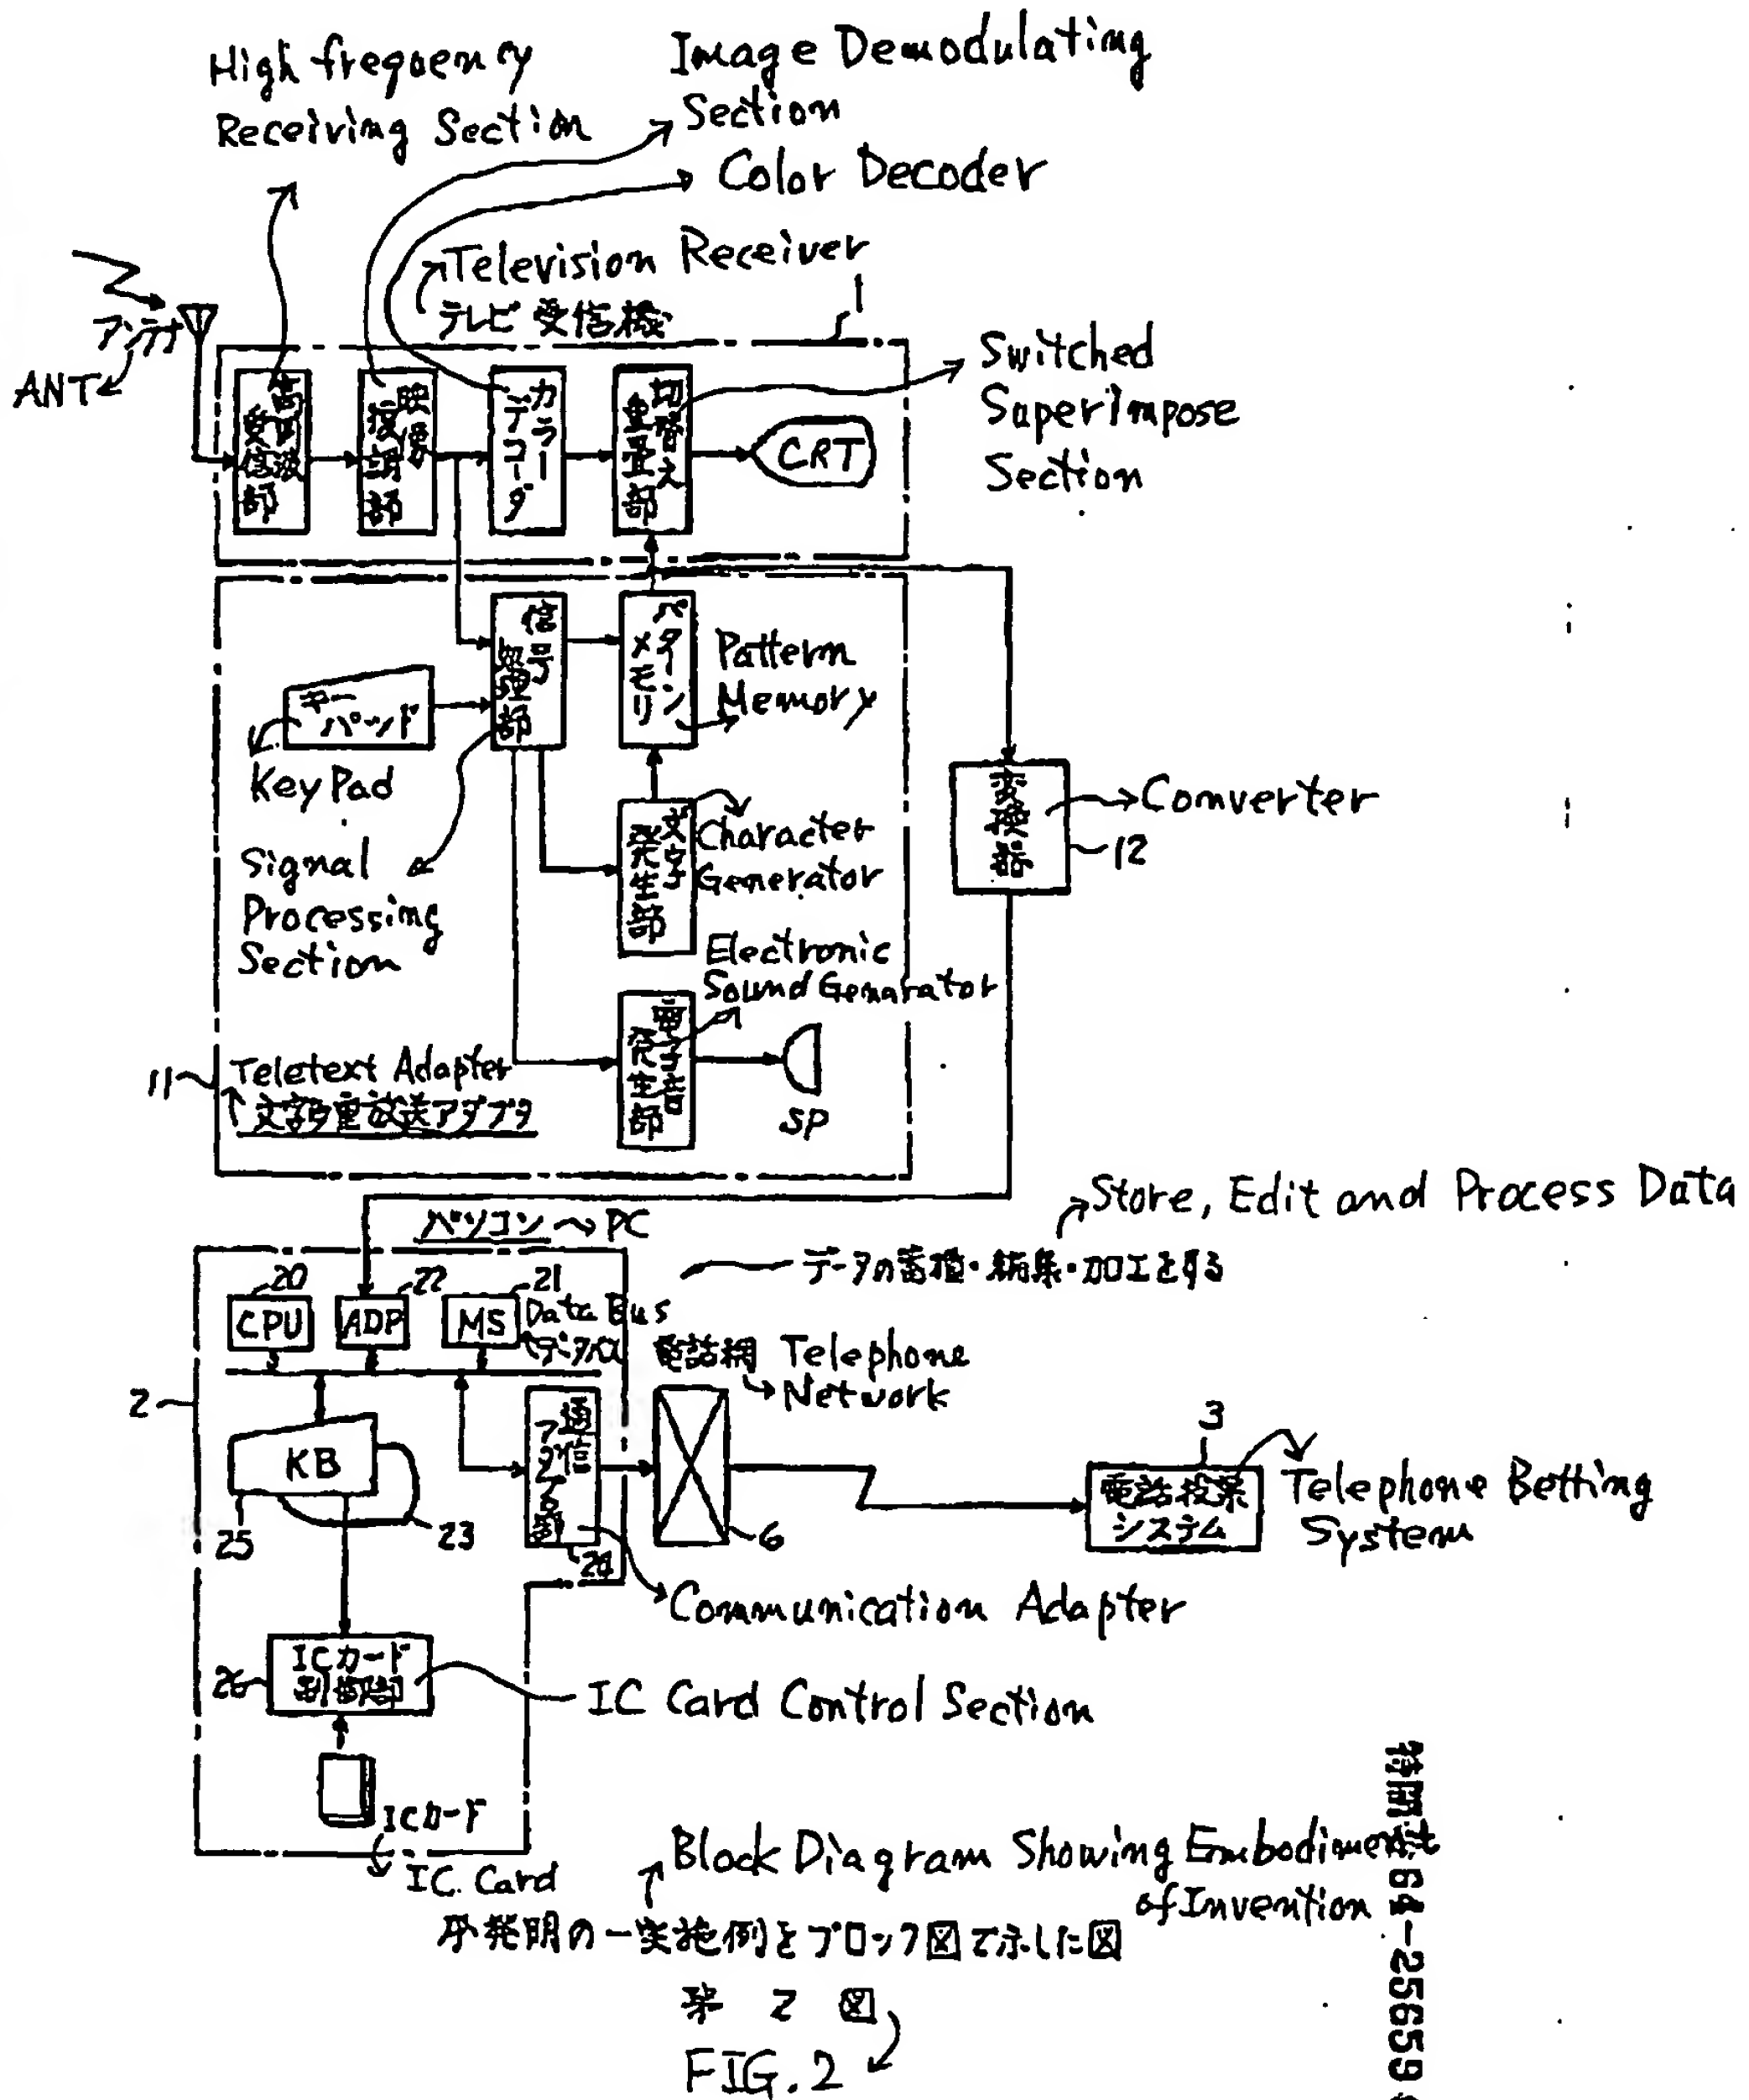 High frequency
Receiving Section
Image Demodulating
Section
Color Decoder
Television Receiver
テレビ受信機
1
アンテナ
ANT
高周波
受信部
映像
復調部
カラー
デコーダ
切替え
重畳部
CRT
Switched
Superimpose
Section
信号
処理部
パターン
メモリ
Pattern
Memory
キー
パッド
Key Pad
Signal
Processing
Section
文字
発生部
Character
Generator
変換器
Converter
12
Electronic
Sound Genarator
電子音
発生部
SP
11
Teletext Adapter
文字多重放送アダプタ
パソコン PC
Store, Edit and Process Data
データの蓄積・編集・加工をする
20
22
21
CPU
ADP
MS
Data Bus
データバス
電話網 Telephone
Network
2
KB
25
23
通信
アダプタ部
24
6
3
電話投票
システム
Telephone Betting
System
Communication Adapter
26
ICカード
制御部
IC Card Control Section
ICカード
IC. Card
Block Diagram Showing Embodiment
of Invention
本発明の一実施例をブロック図で示した図
第 2 図
FIG. 2
64-25659